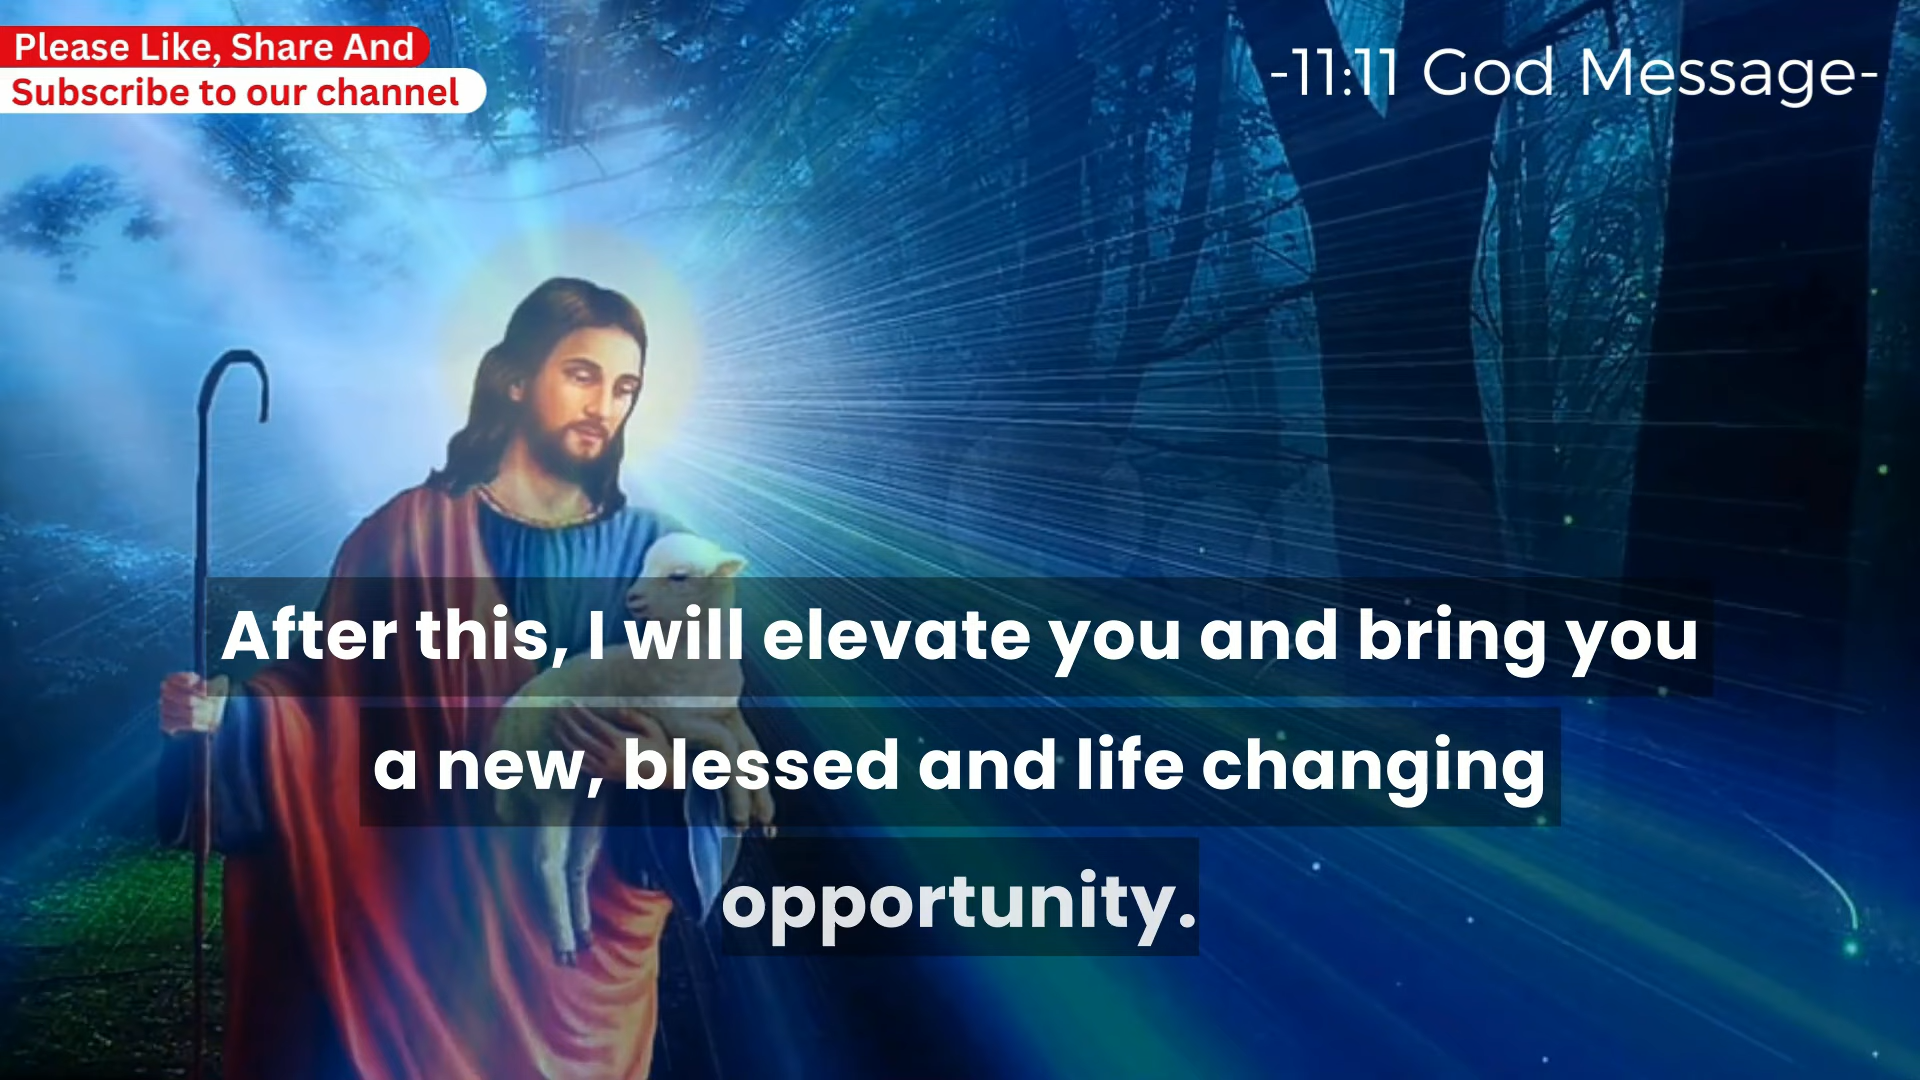 Please Like, Share And
Subscribe to our channel
-11:11 God Message-
After this, I will elevate you and bring you
a new, blessed and life changing
opportunity.